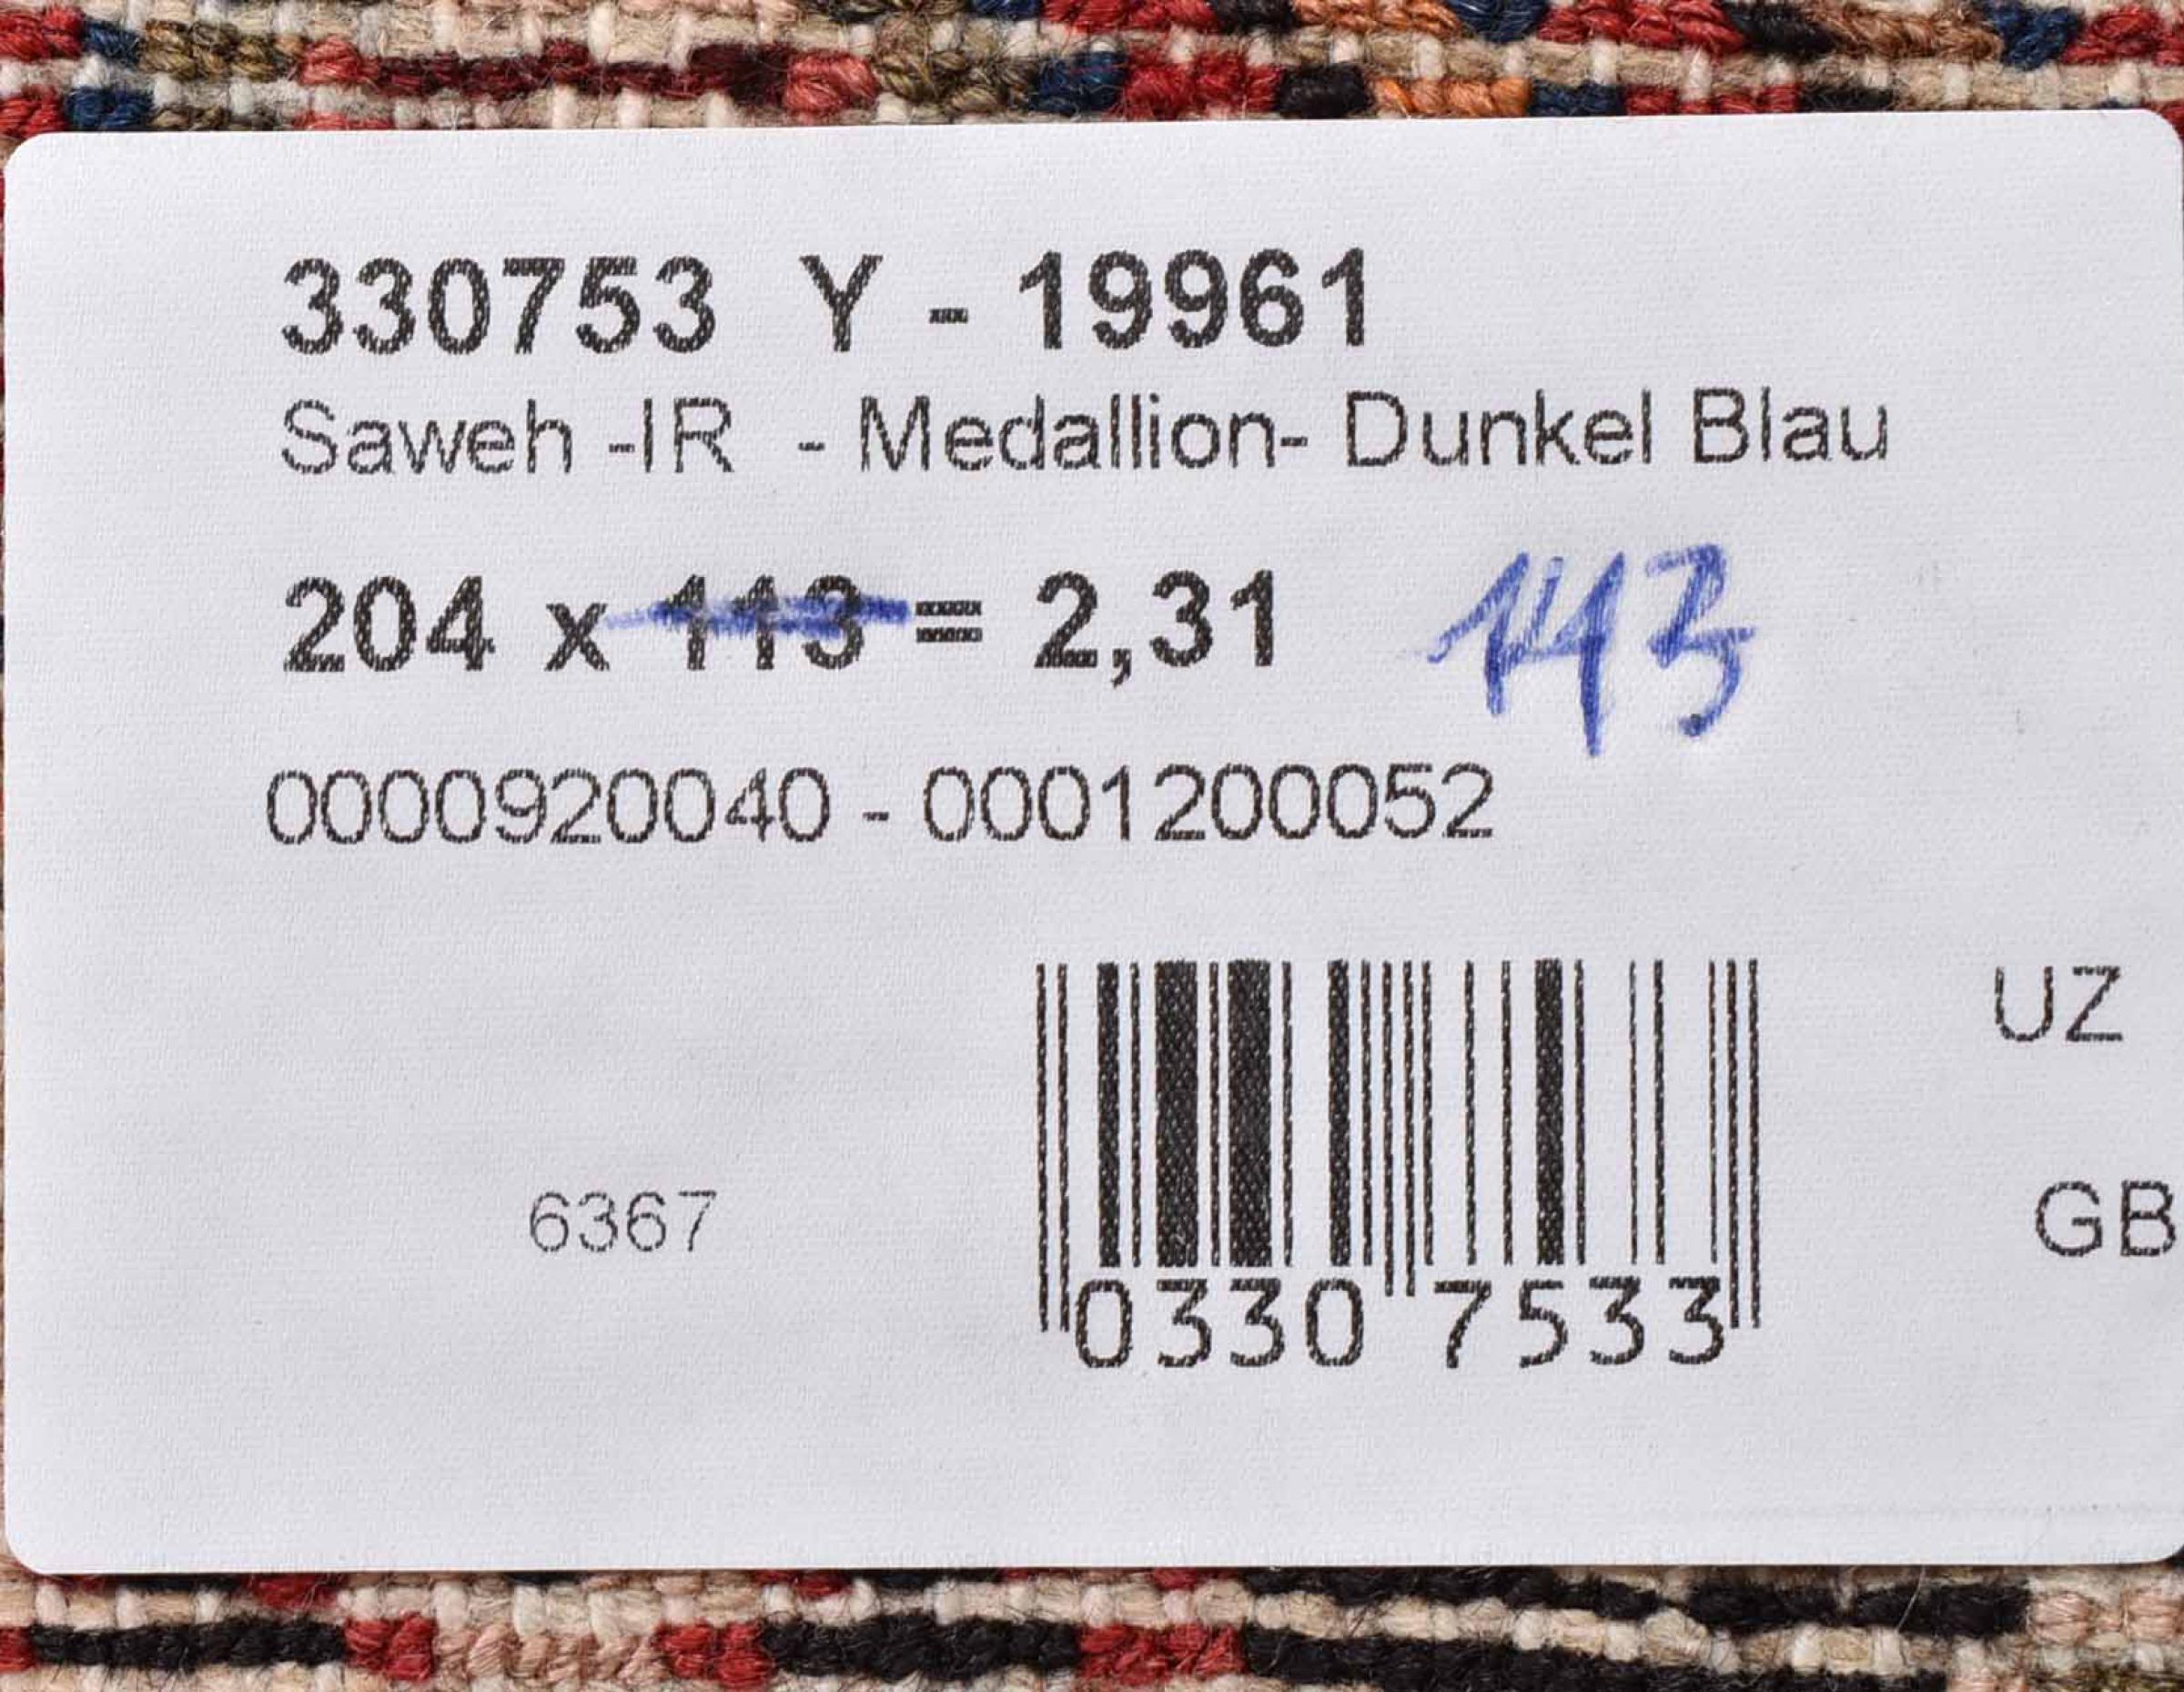 330753 Y - 19961
Saweh -IR - Medallion- Dunkel Blau
204 x 113 = 2,31 143
0000920040 - 0001200052
UZ
6367
GB
0330 7533